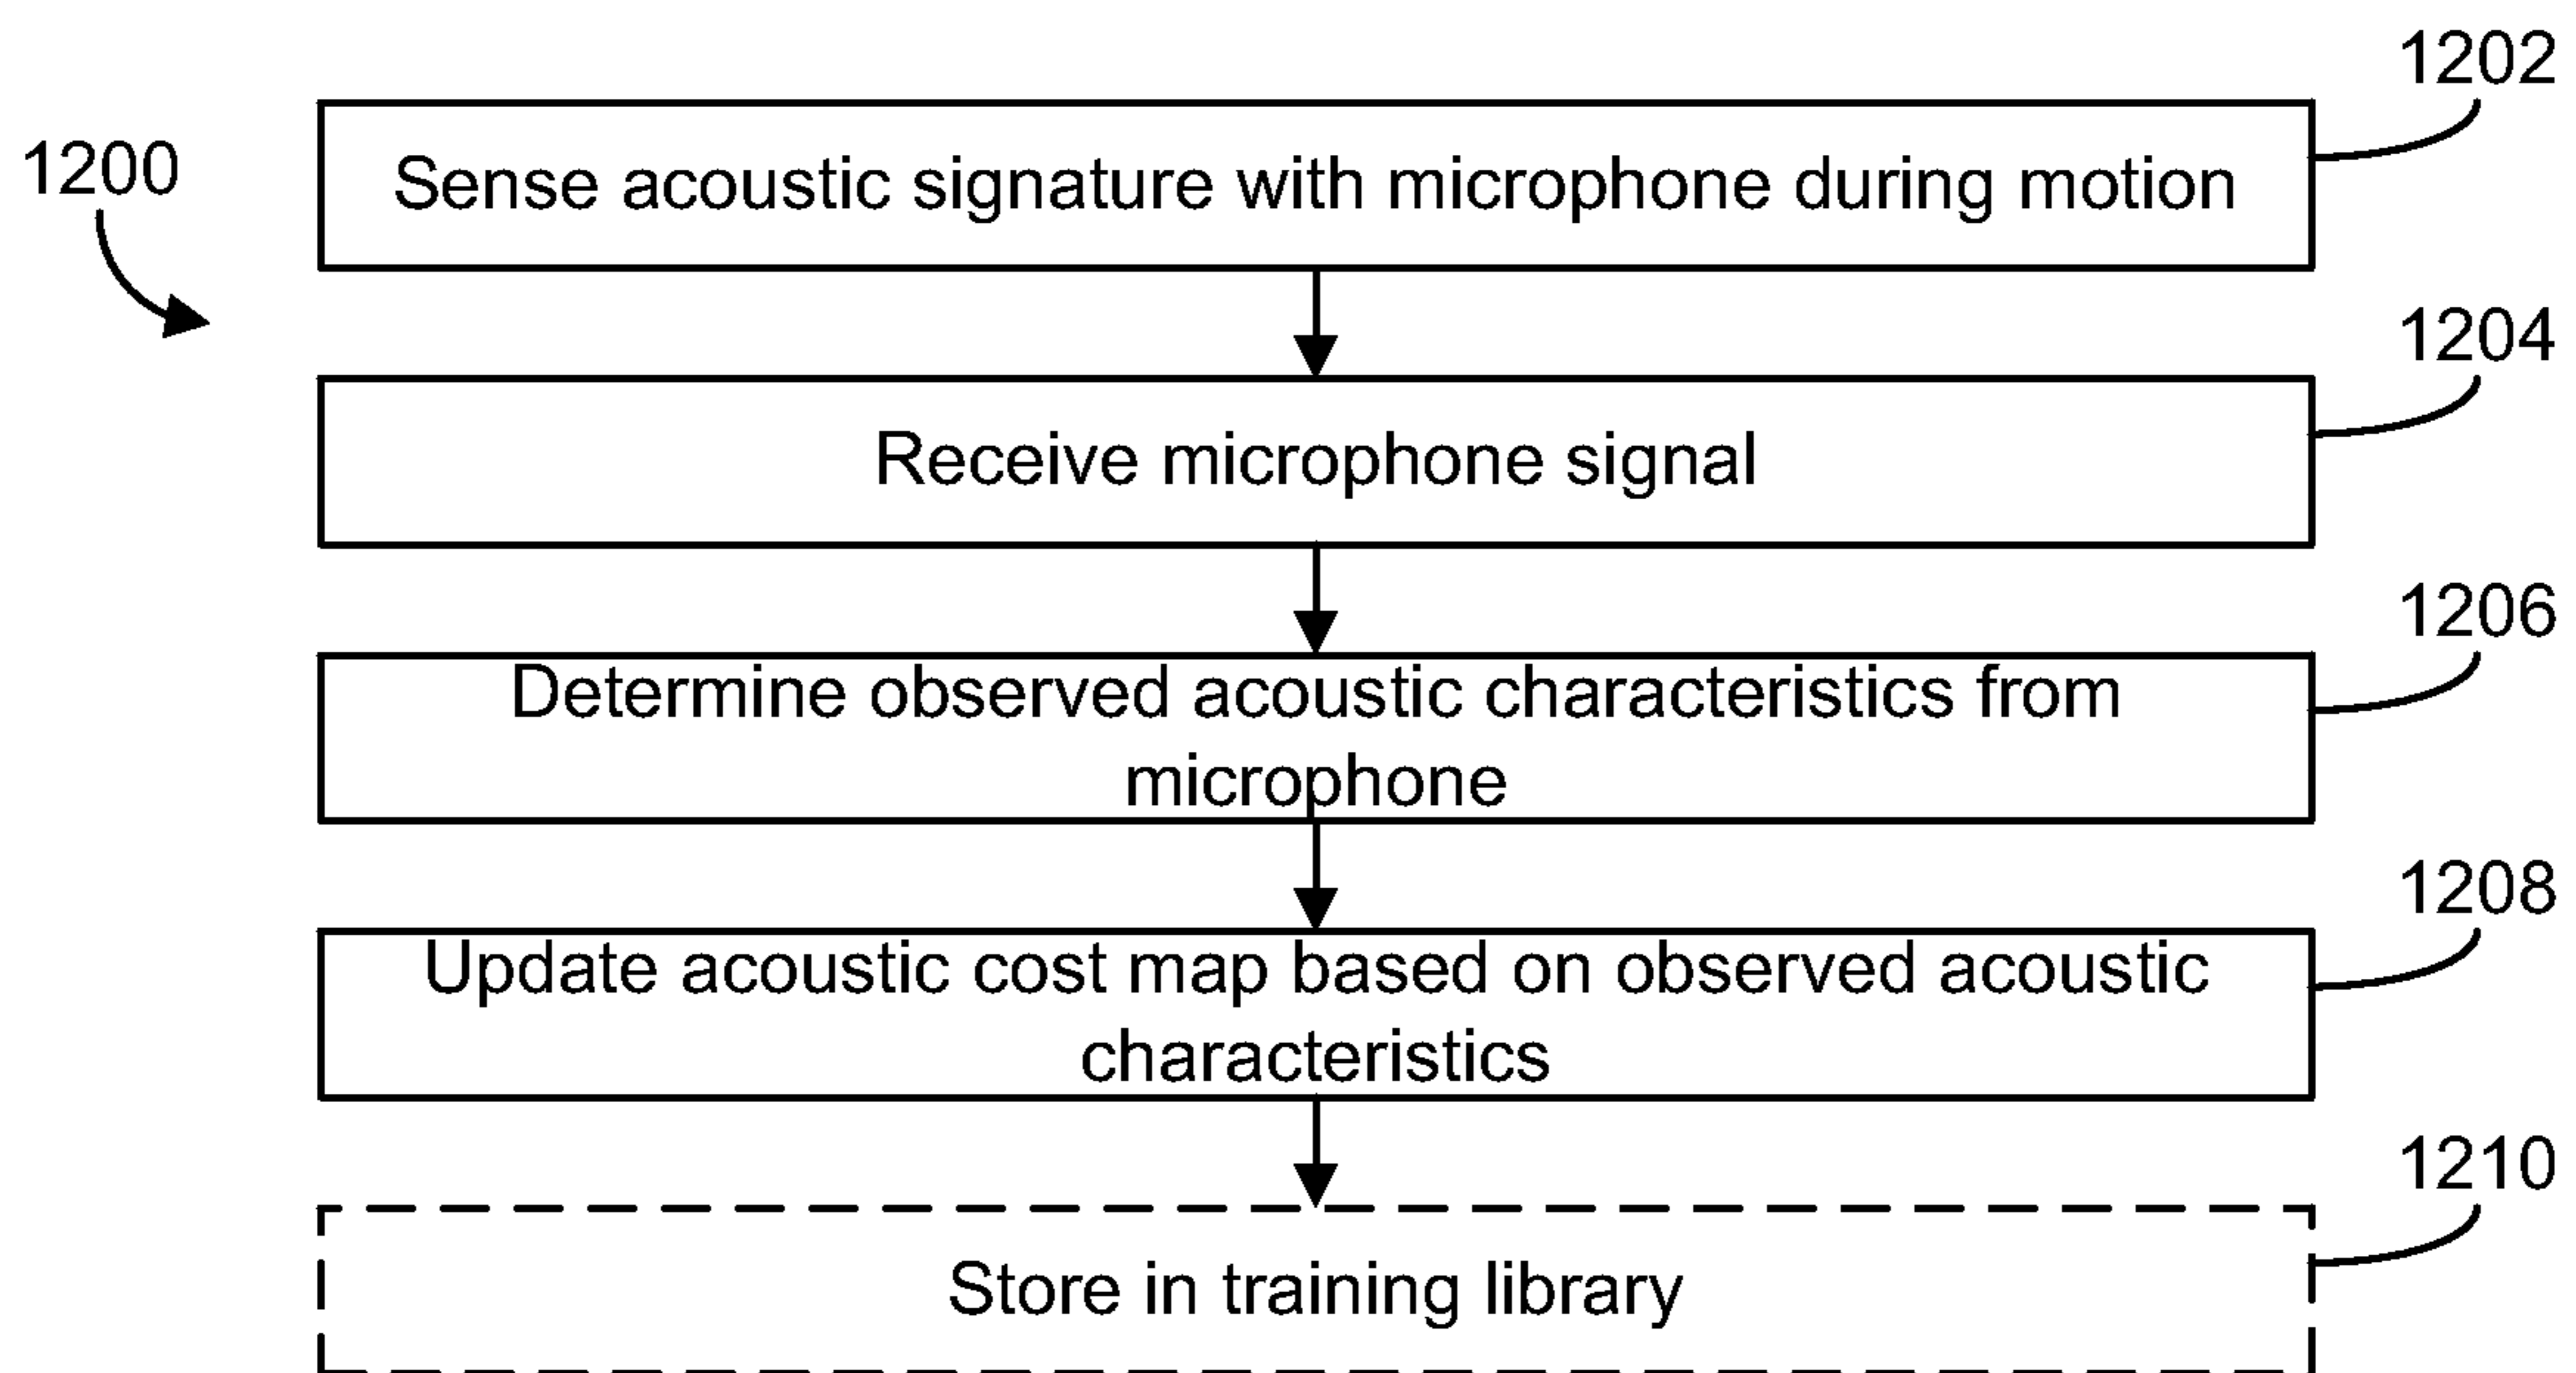 1202
1200
Sense acoustic signature with microphone during motion
1204
Receive microphone signal
1206
Determine observed acoustic characteristics from
microphone
1208
Update acoustic cost map based on observed acoustic
characteristics
1210
Store in training library